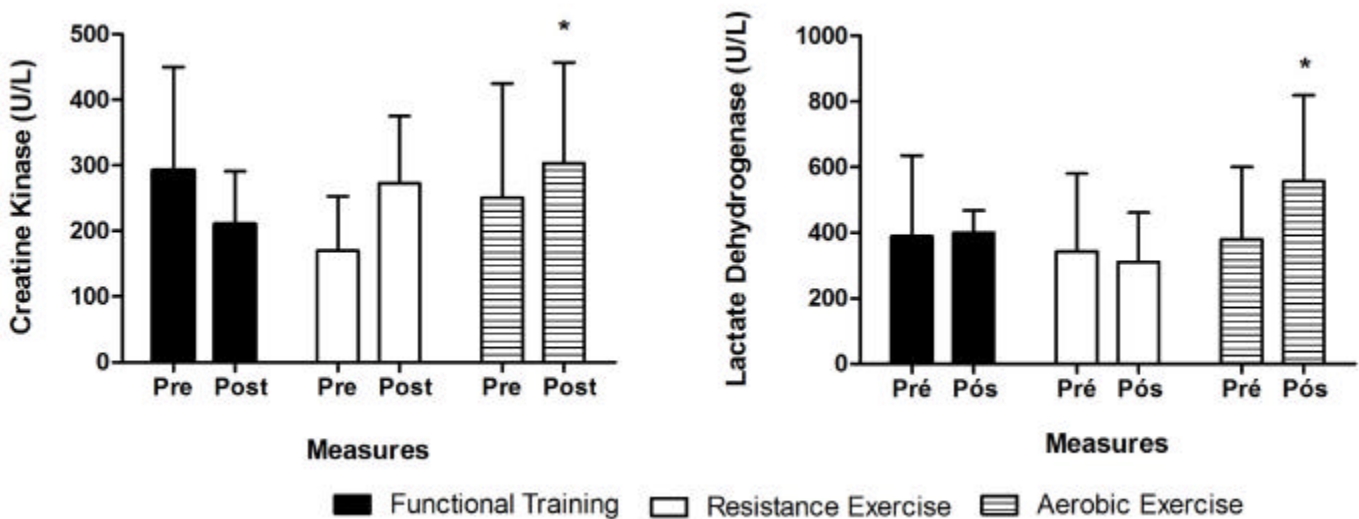 Creatine Kinase (U/L)
500
400
300
200
100
0
*
Pre Post Pre Post Pre Post
Measures
Lactate Dehydrogenase (U/L)
1000
800
600
400
200
0
*
Pré Pós Pré Pós Pré Pós
Measures
Functional Training Resistance Exercise Aerobic Exercise